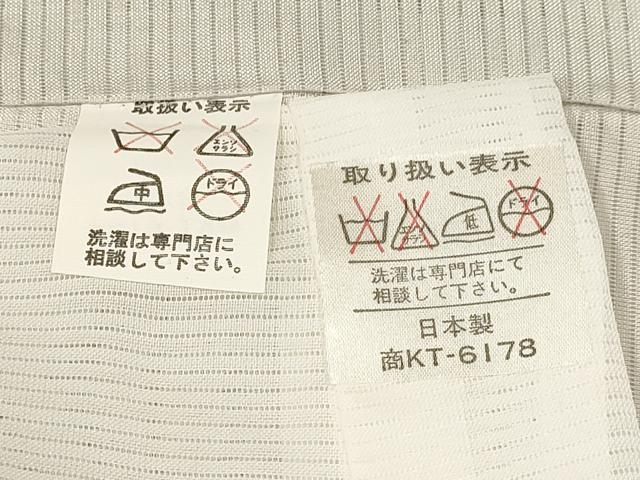 取扱い表示
エンソ
サラシ
中
ドライ
洗濯は専門店に
相談して下さい。
取り扱い表示
エンソ
サラシ
低
ドライ
洗濯は専門店にて
相談して下さい。
日本製
商KT-6178